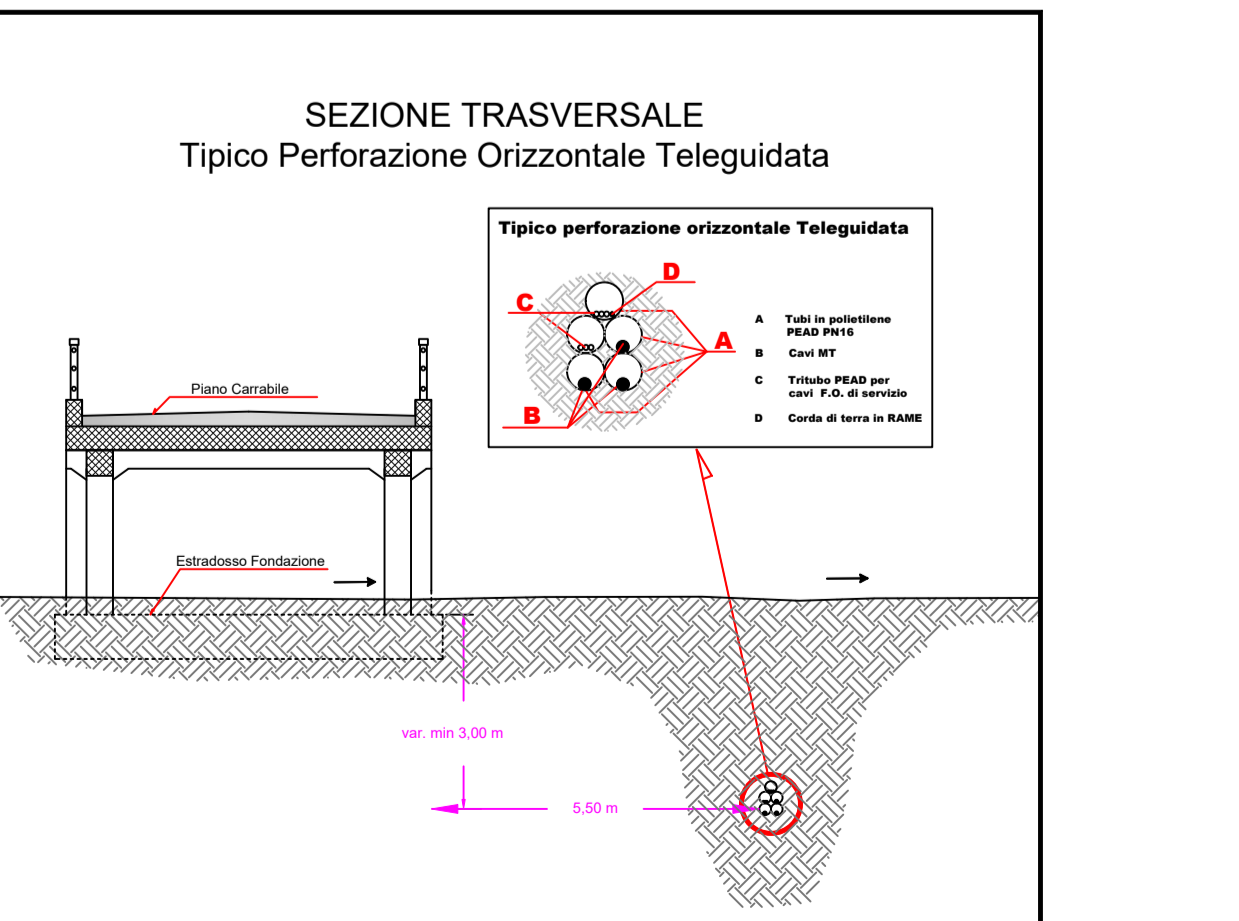 SEZIONE TRASVERSALE
Tipico Perforazione Orizzontale Teleguidata
Tipico perforazione orizzontale Teleguidata
D
C
A
B
A Tubi in polietilene
PEAD PN16
B Cavi MT
C Tritubo PEAD per
cavi F.O. di servizio
D Corda di terra in RAME
Piano Carrabile
Estradosso Fondazione
var. min 3,00 m
5,50 m